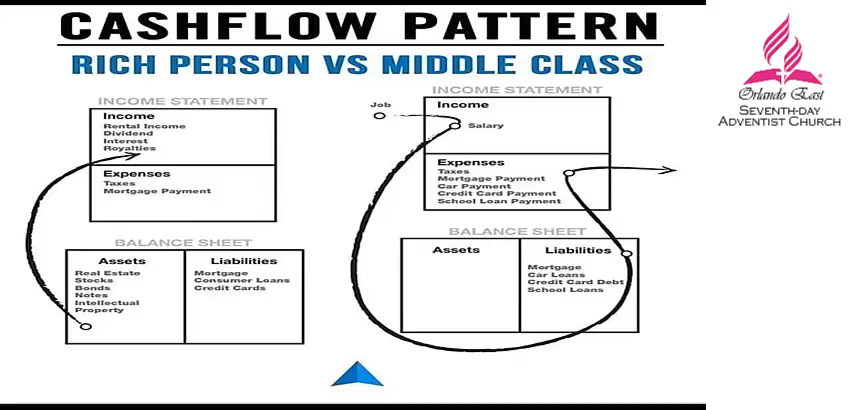 CASHFLOW PATTERN
RICH PERSON VS MIDDLE CLASS
INCOME STATEMENT
Income
Rental Income
Dividend
Interest
Royalties
Expenses
Taxes
Mortgage Payment
BALANCE SHEET
Assets
Real Estate
Stocks
Bonds
Notes
Intellectual
Property
Liabilities
Mortgage
Consumer Loans
Credit Cards
INCOME STATEMENT
Job
Income
Salary
Expenses
Taxes
Mortgage Payment
Car Payment
Credit Card Payment
School Loan Payment
BALANCE SHEET
Assets
Liabilities
Mortgage
Car Loans
Credit Card Debt
School Loans
Orlando East
SEVENTH-DAY
ADVENTIST CHURCH